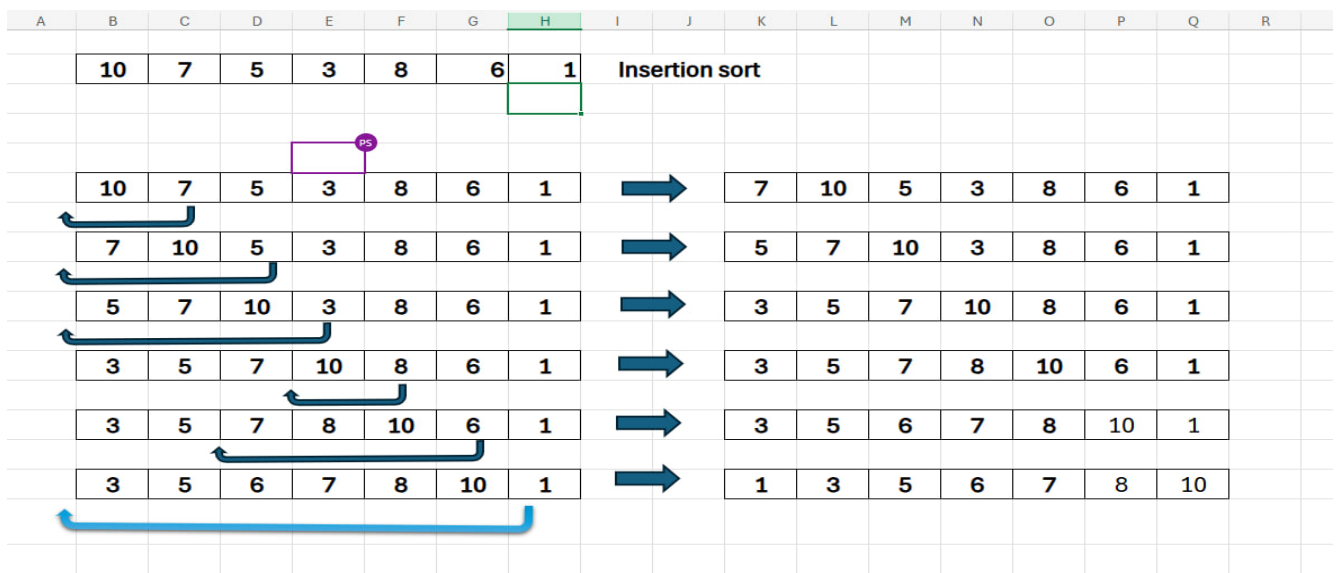 A B C D E F G H I J K L M N O P Q R
10 7 5 3 8 6 1 Insertion sort
PS
10 7 5 3 8 6 1 7 10 5 3 8 6 1
7 10 5 3 8 6 1 5 7 10 3 8 6 1
5 7 10 3 8 6 1 3 5 7 10 8 6 1
3 5 7 10 8 6 1 3 5 7 8 10 6 1
3 5 7 8 10 6 1 3 5 6 7 8 10 1
3 5 6 7 8 10 1 1 3 5 6 7 8 10